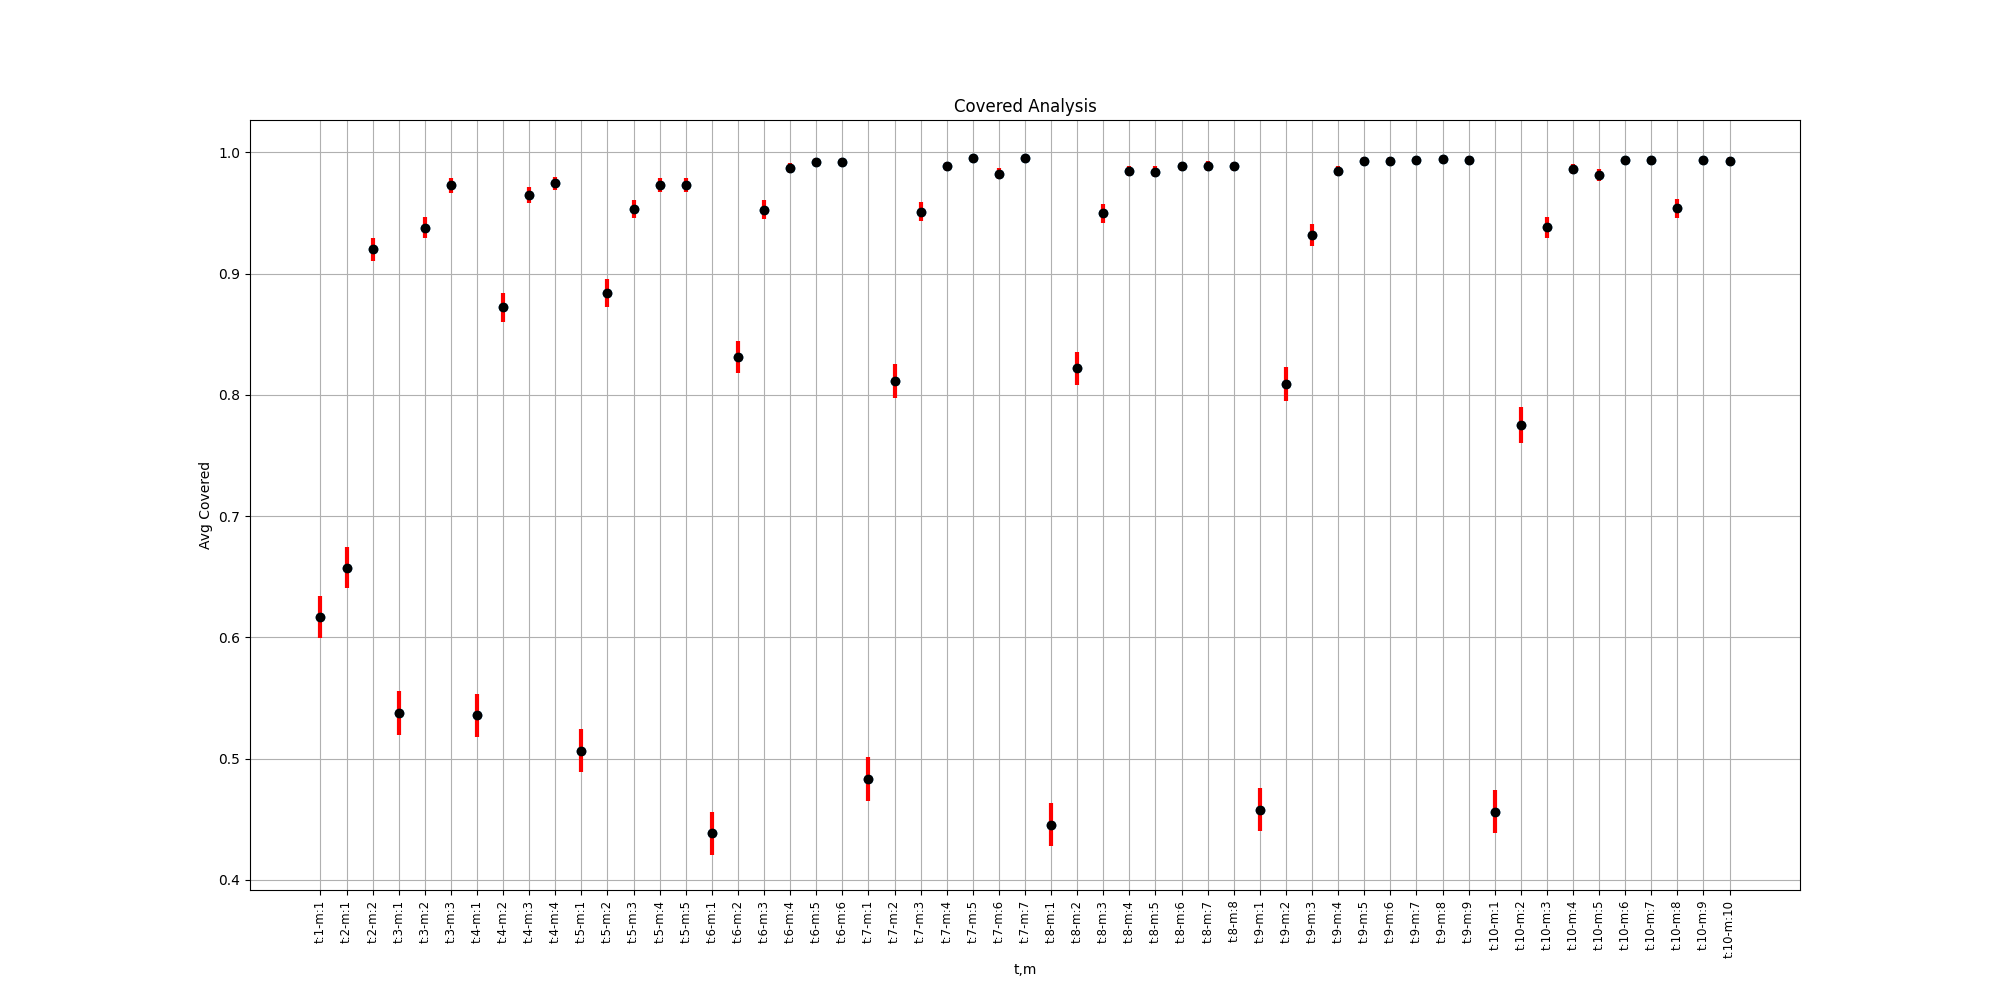 Covered Analysis
1.0
0.9
0.8
0.7
0.6
0.5
0.4
Avg Covered
t:1-m:1
t:2-m:1
t:2-m:2
t:3-m:1
t:3-m:2
t:3-m:3
t:4-m:1
t:4-m:2
t:4-m:3
t:4-m:4
t:5-m:1
t:5-m:2
t:5-m:3
t:5-m:4
t:5-m:5
t:6-m:1
t:6-m:2
t:6-m:3
t:6-m:4
t:6-m:5
t:6-m:6
t:7-m:1
t:7-m:2
t:7-m:3
t:7-m:4
t:7-m:5
t:7-m:6
t:7-m:7
t:8-m:1
t:8-m:2
t:8-m:3
t:8-m:4
t:8-m:5
t:8-m:6
t:8-m:7
t:8-m:8
t:9-m:1
t:9-m:2
t:9-m:3
t:9-m:4
t:9-m:5
t:9-m:6
t:9-m:7
t:9-m:8
t:9-m:9
t:10-m:1
t:10-m:2
t:10-m:3
t:10-m:4
t:10-m:5
t:10-m:6
t:10-m:7
t:10-m:8
t:10-m:9
t:10-m:10
t,m